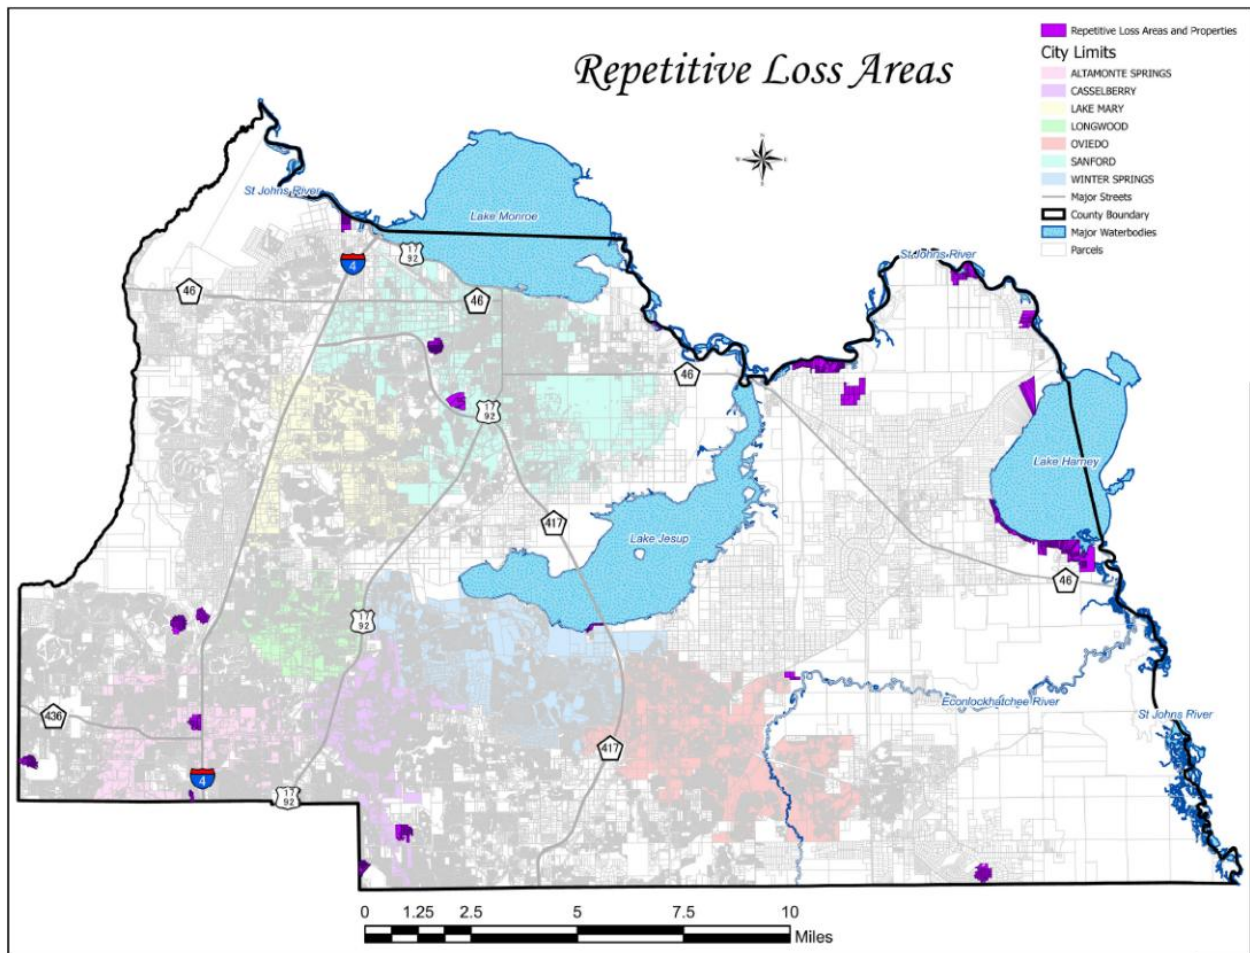 Repetitive Loss Areas
Repetitive Loss Areas and Properties
City Limits
ALTAMONTE SPRINGS
CASSELBERRY
LAKE MARY
LONGWOOD
OVIEDO
SANFORD
WINTER SPRINGS
Major Streets
County Boundary
Major Waterbodies
Parcels
N
W E
S
St Johns River
Lake Monroe
17
92
4
46
46
St Johns River
46
17
92
Lake Harney
417
Lake Jesup
46
17
92
Econlockhatchee River
St Johns River
436
417
4
17
92
0 1.25 2.5 5 7.5 10
Miles